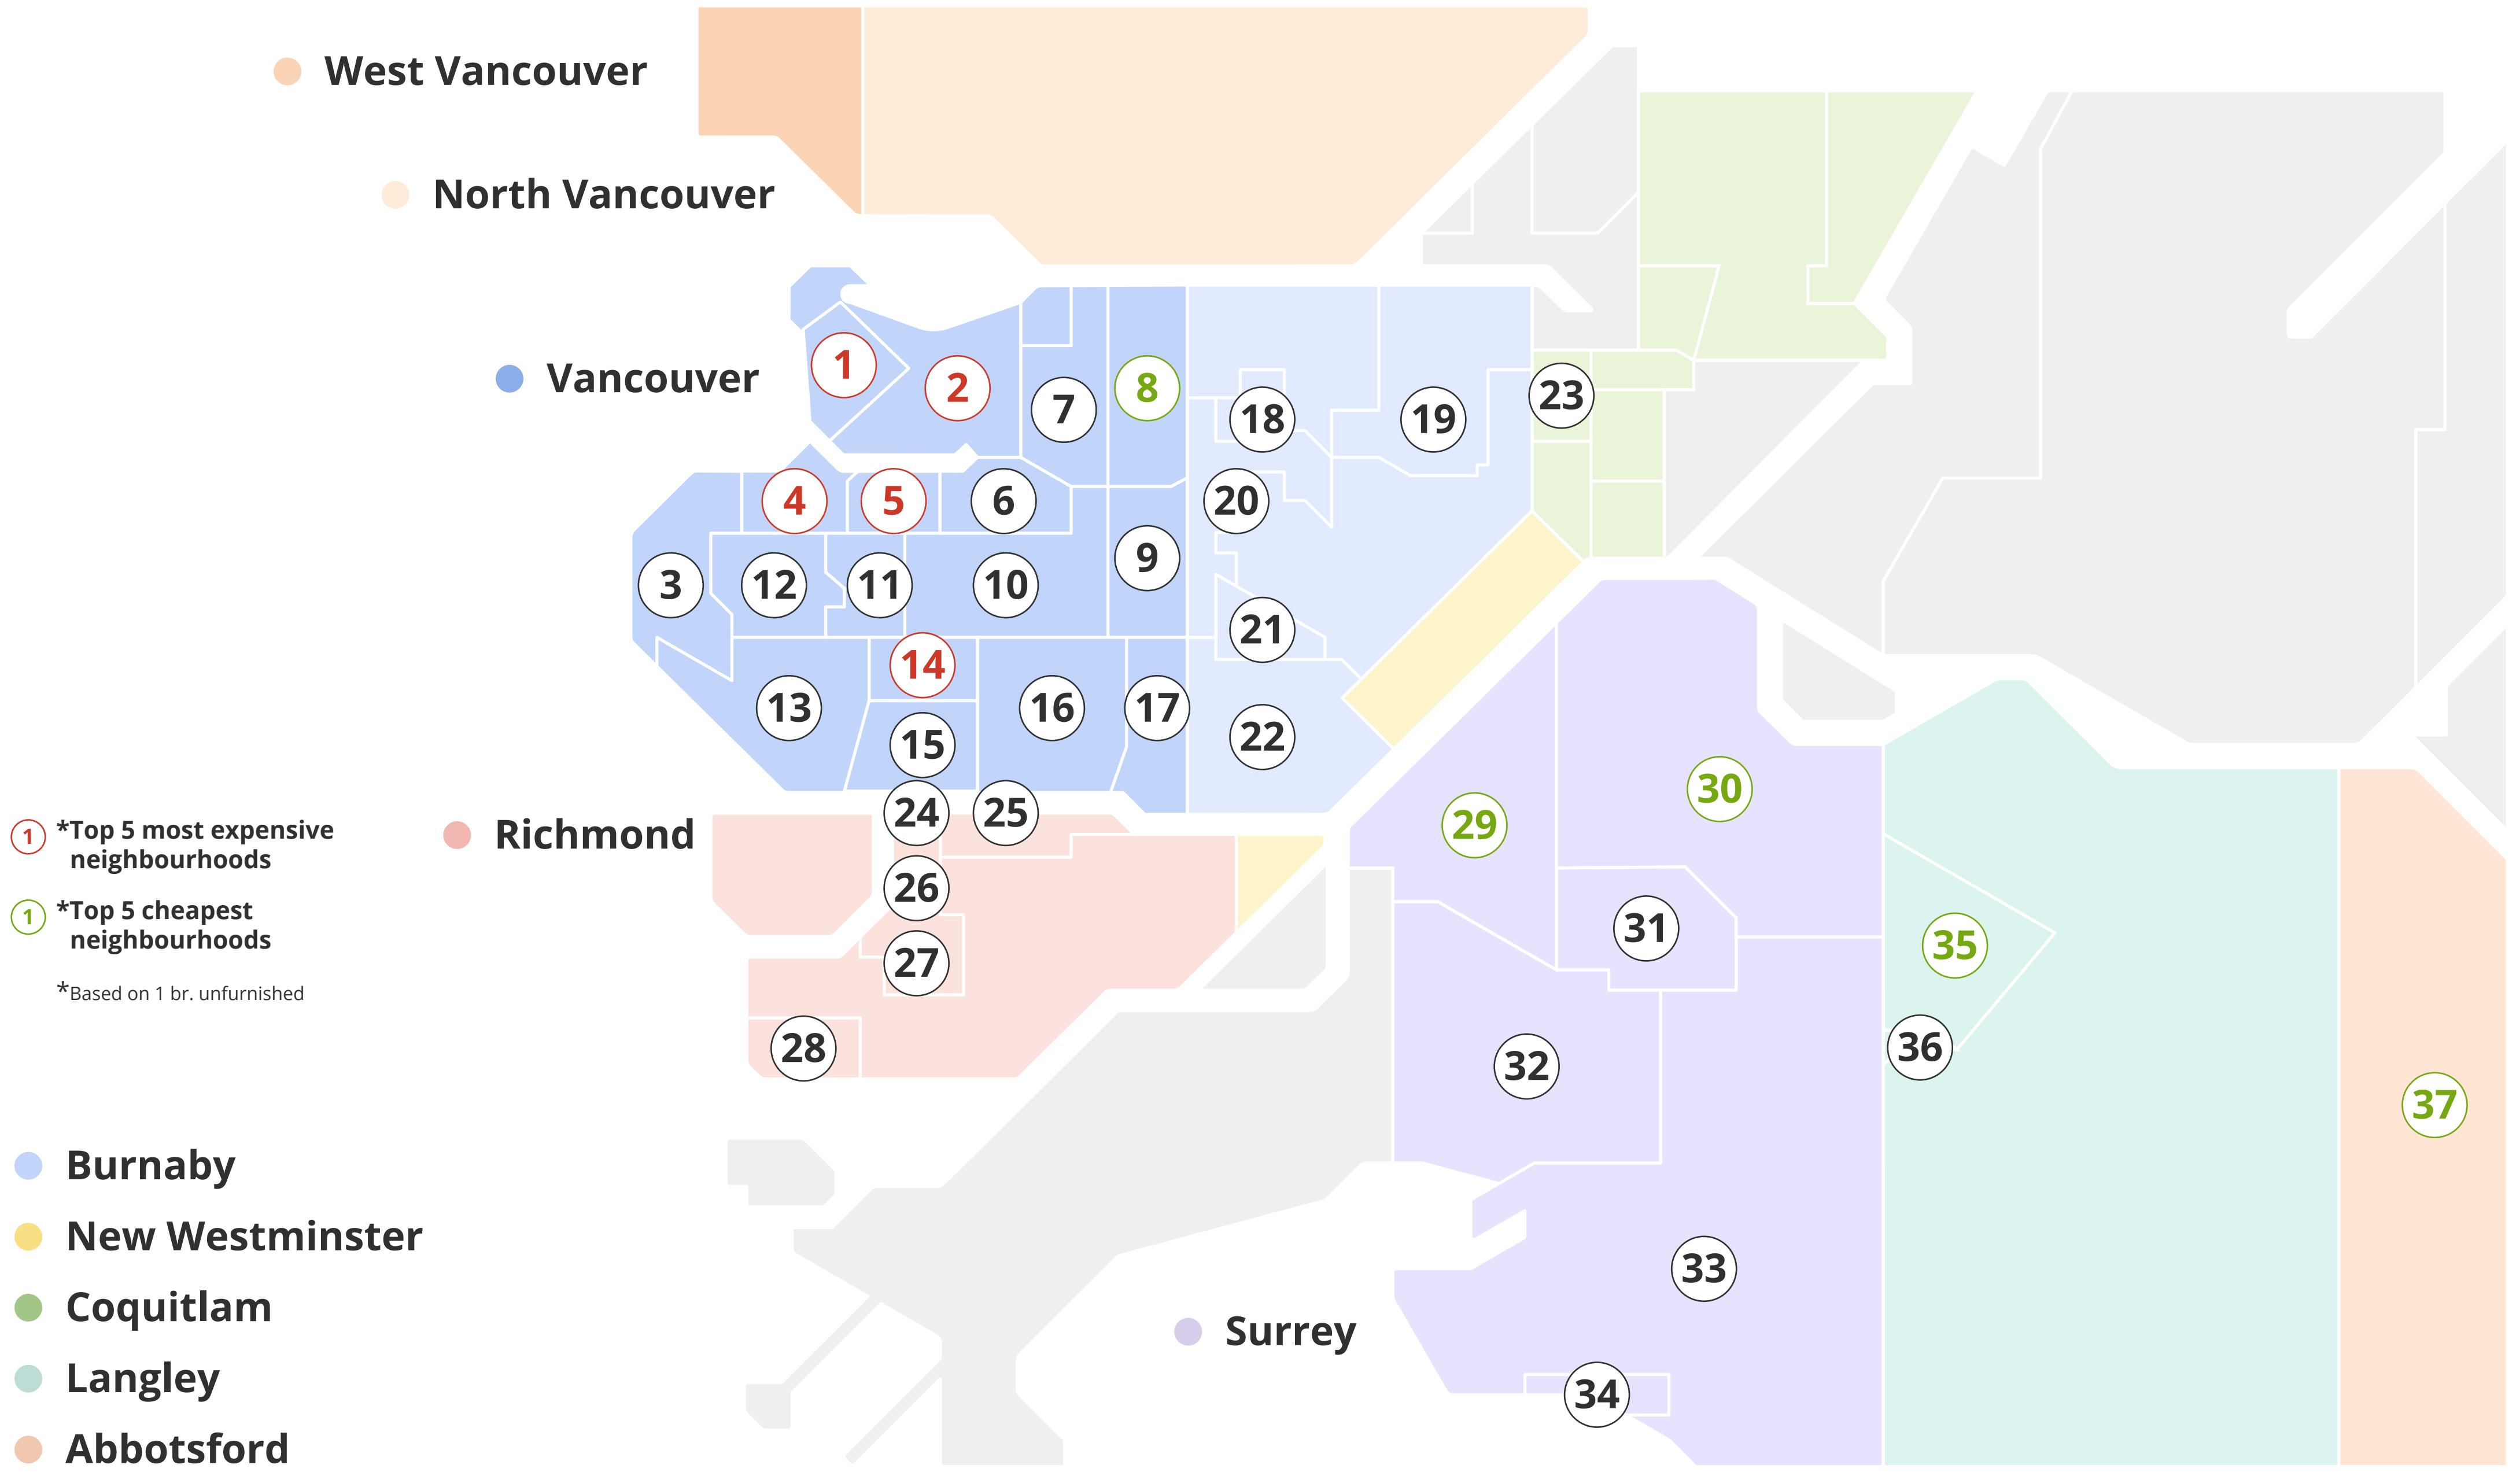 West Vancouver
North Vancouver
Vancouver
1
2
7
8
18
19
23
4
5
6
20
3
12
11
10
9
21
14
13
16
17
15
22
24
25
Richmond
26
27
28
29
30
31
32
33
34
35
36
37
1
*Top 5 most expensive
neighbourhoods
1
*Top 5 cheapest
neighbourhoods
*Based on 1 br. unfurnished
Burnaby
New Westminster
Coquitlam
Langley
Abbotsford
Surrey